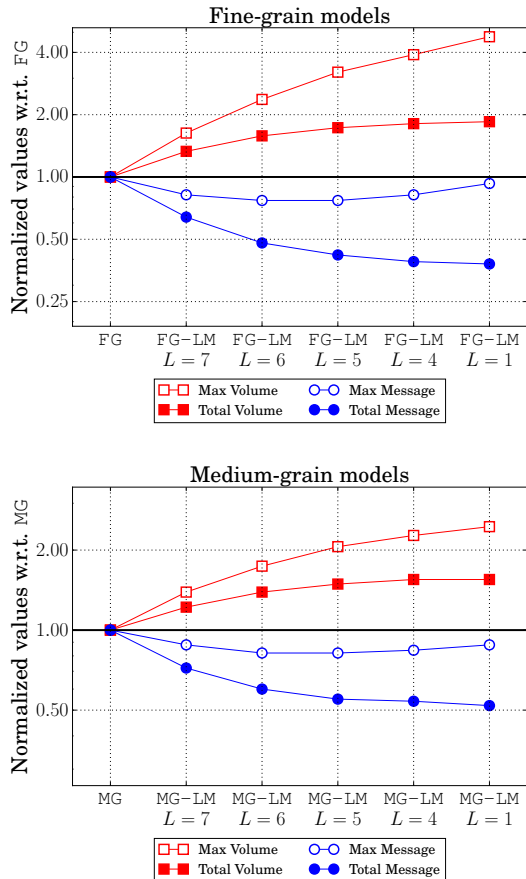 Fine-grain models
Normalized values w.r.t. FG
4.00
2.00
1.00
0.50
0.25
FG FG-LM FG-LM FG-LM FG-LM FG-LM
L = 7 L = 6 L = 5 L = 4 L = 1
Max Volume Max Message
Total Volume Total Message
Medium-grain models
Normalized values w.r.t. MG
2.00
1.00
0.50
MG MG-LM MG-LM MG-LM MG-LM MG-LM
L = 7 L = 6 L = 5 L = 4 L = 1
Max Volume Max Message
Total Volume Total Message